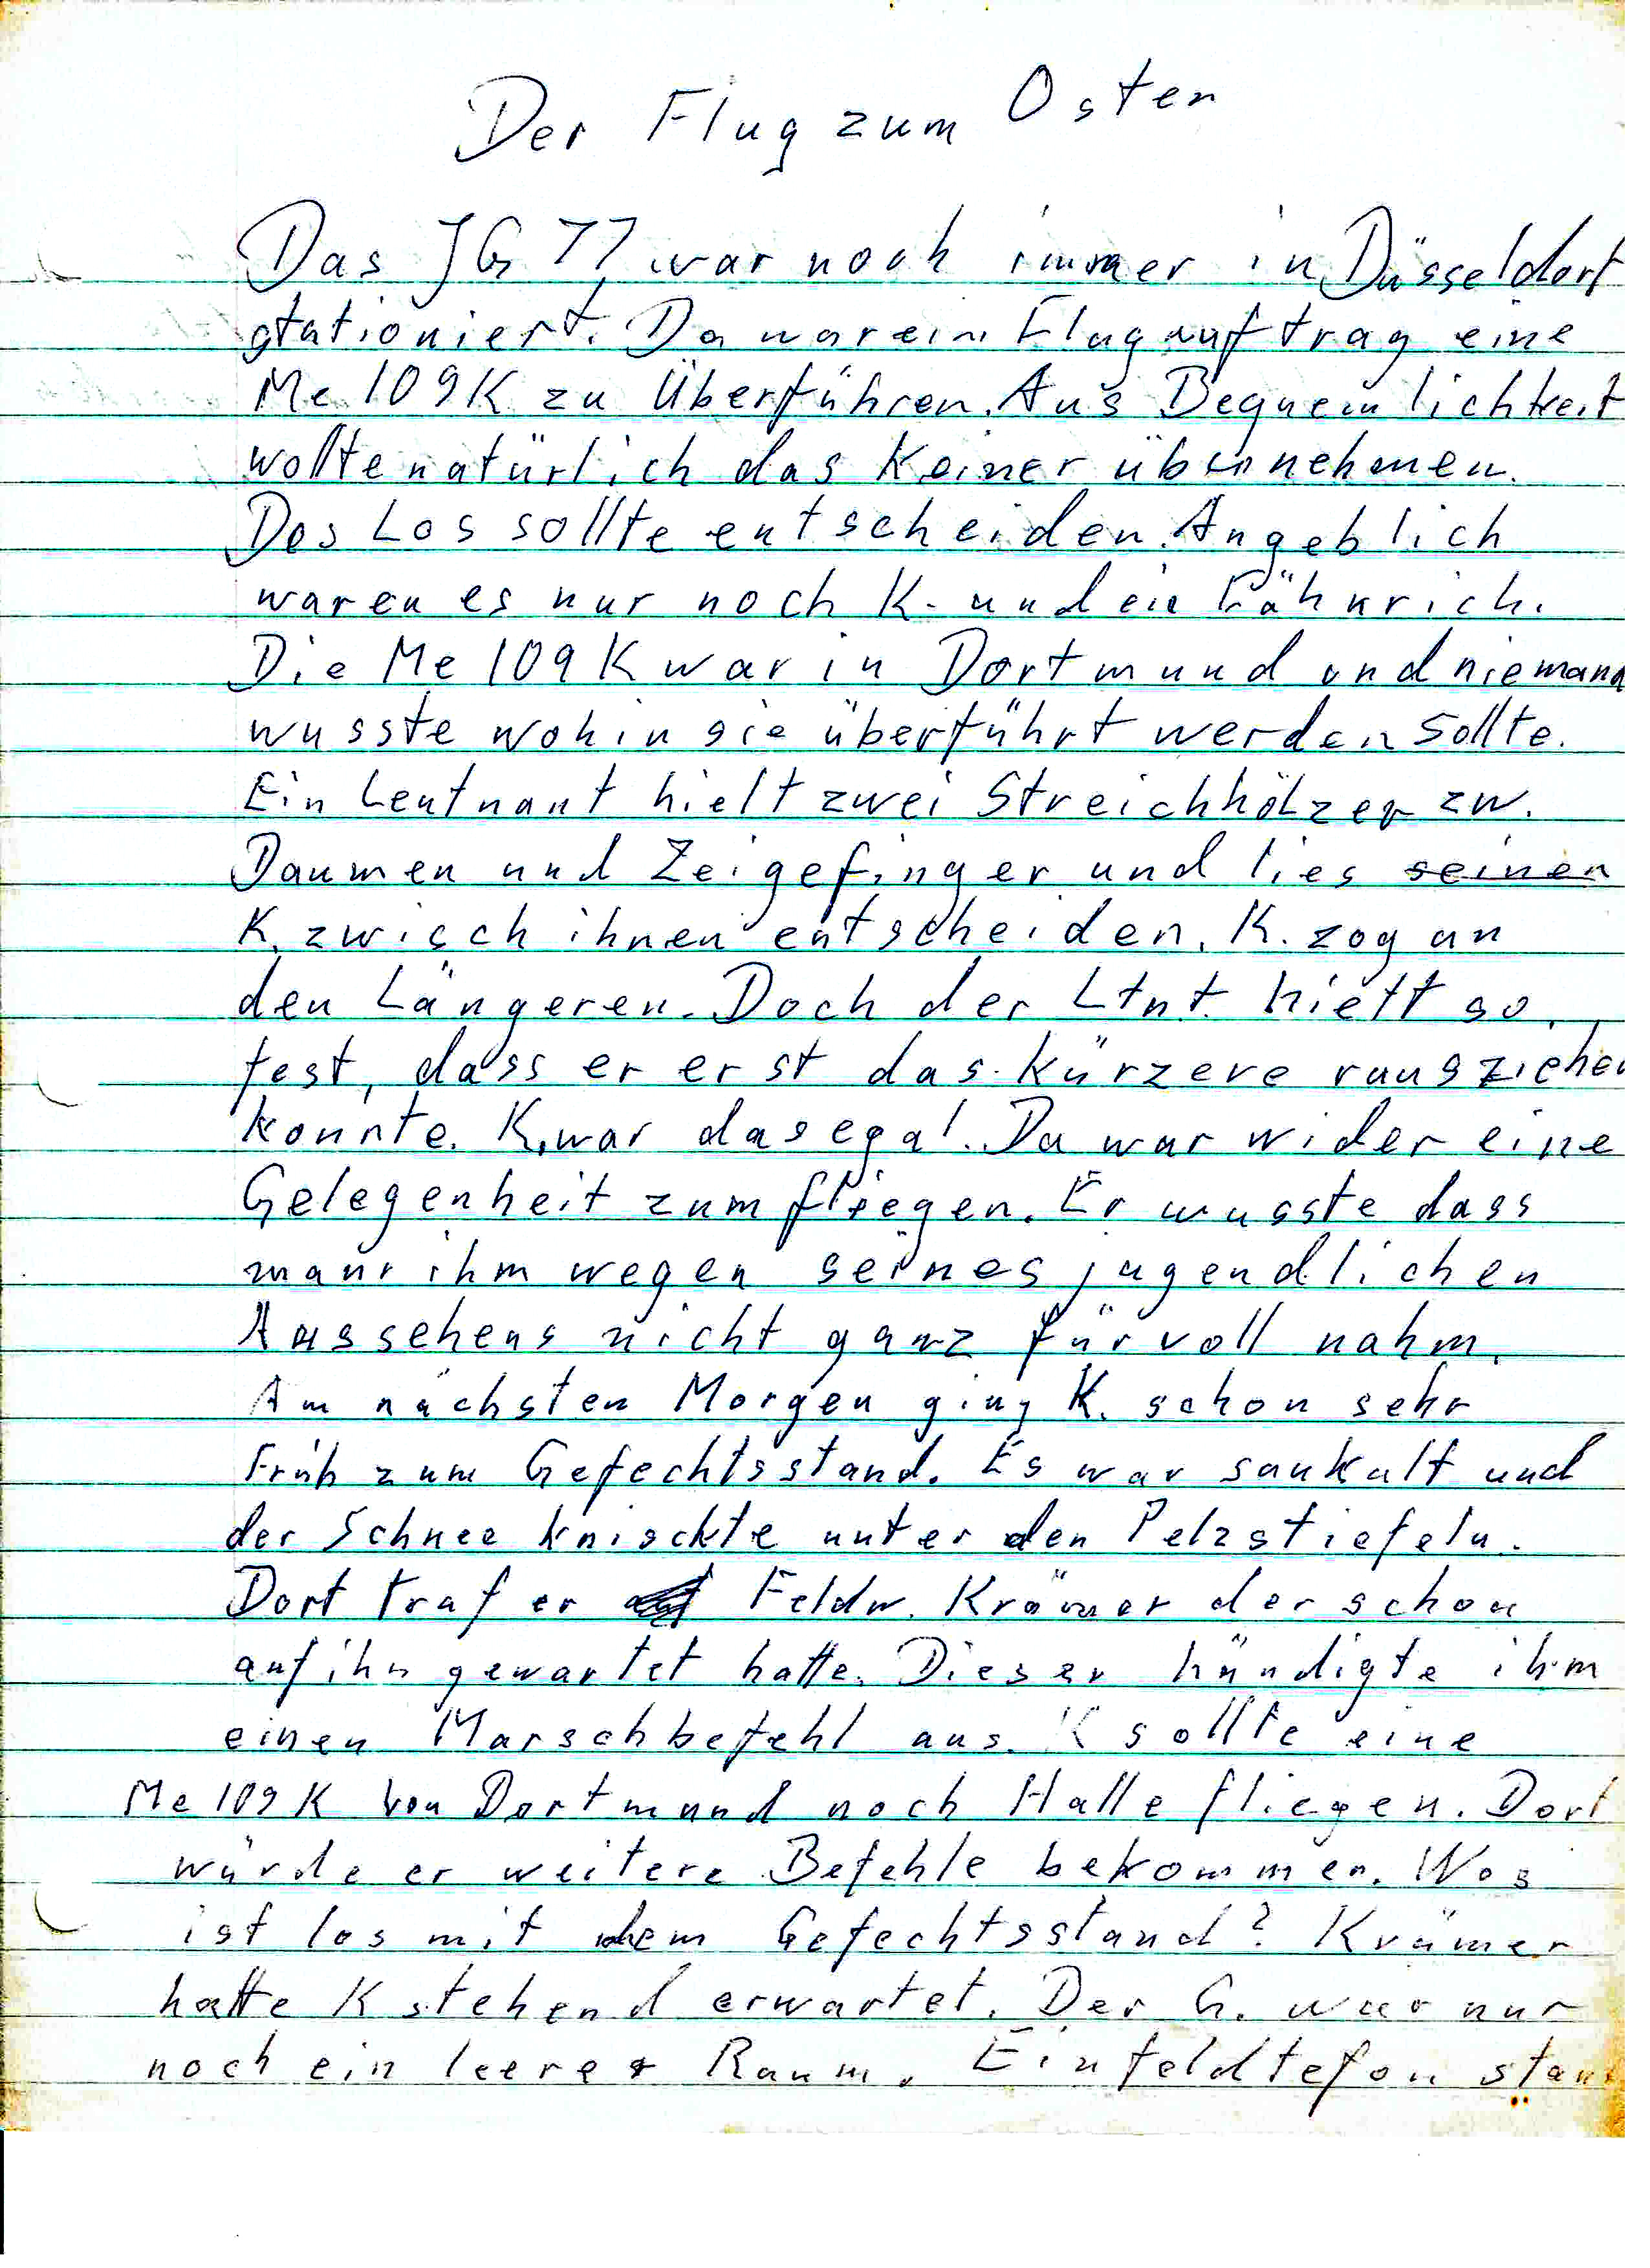 Der Flug zum Osten
Das JG 77 war noch immer in Düsseldorf
stationiert. Da war ein Flugauftrag eine
Me 109K zu Überführen. Aus Bequemlichkeit
wollte natürlich das Keiner übernehmen.
Das Los sollte entscheiden. Angeblich
waren es nur noch K. und ein Fähnrich.
Die Me 109K war in Dortmund und niemand
wusste wohin sie überführt werden sollte.
Ein Leutnant hielt zwei Streichhölzer zw.
Daumen und Zeigefinger und lies seinen
K. zwisch ihnen entscheiden. K. zog an
den Längeren. Doch der Ltnt. hielt so
fest, dass er erst das Kürzere rausziehen
konnte. K. war das egal. Da war wider eine
Gelegenheit zum fliegen. Er wusste dass
man ihm wegen seines jugendlichen
Aussehens nicht ganz für voll nahm.
Am nächsten Morgen ging K. schon sehr
Früh zum Gefechtsstand. Es war saukalt und
der Schnee knischte unter den Pelzstiefeln.
Dort traf er Feldw. Krämer der schon
auf ihn gewartet hatte. Dieser händigte ihm
einen Marschbefehl aus. K sollte eine
Me 109K von Dortmund nach Halle fliegen. Dort
würde er weitere Befehle bekommen. Was
ist los mit dem Gefechtsstand? Krämer
hatte K stehend erwartet. Der G. war nur
noch ein leerer Raum. Ein feldtefon stand